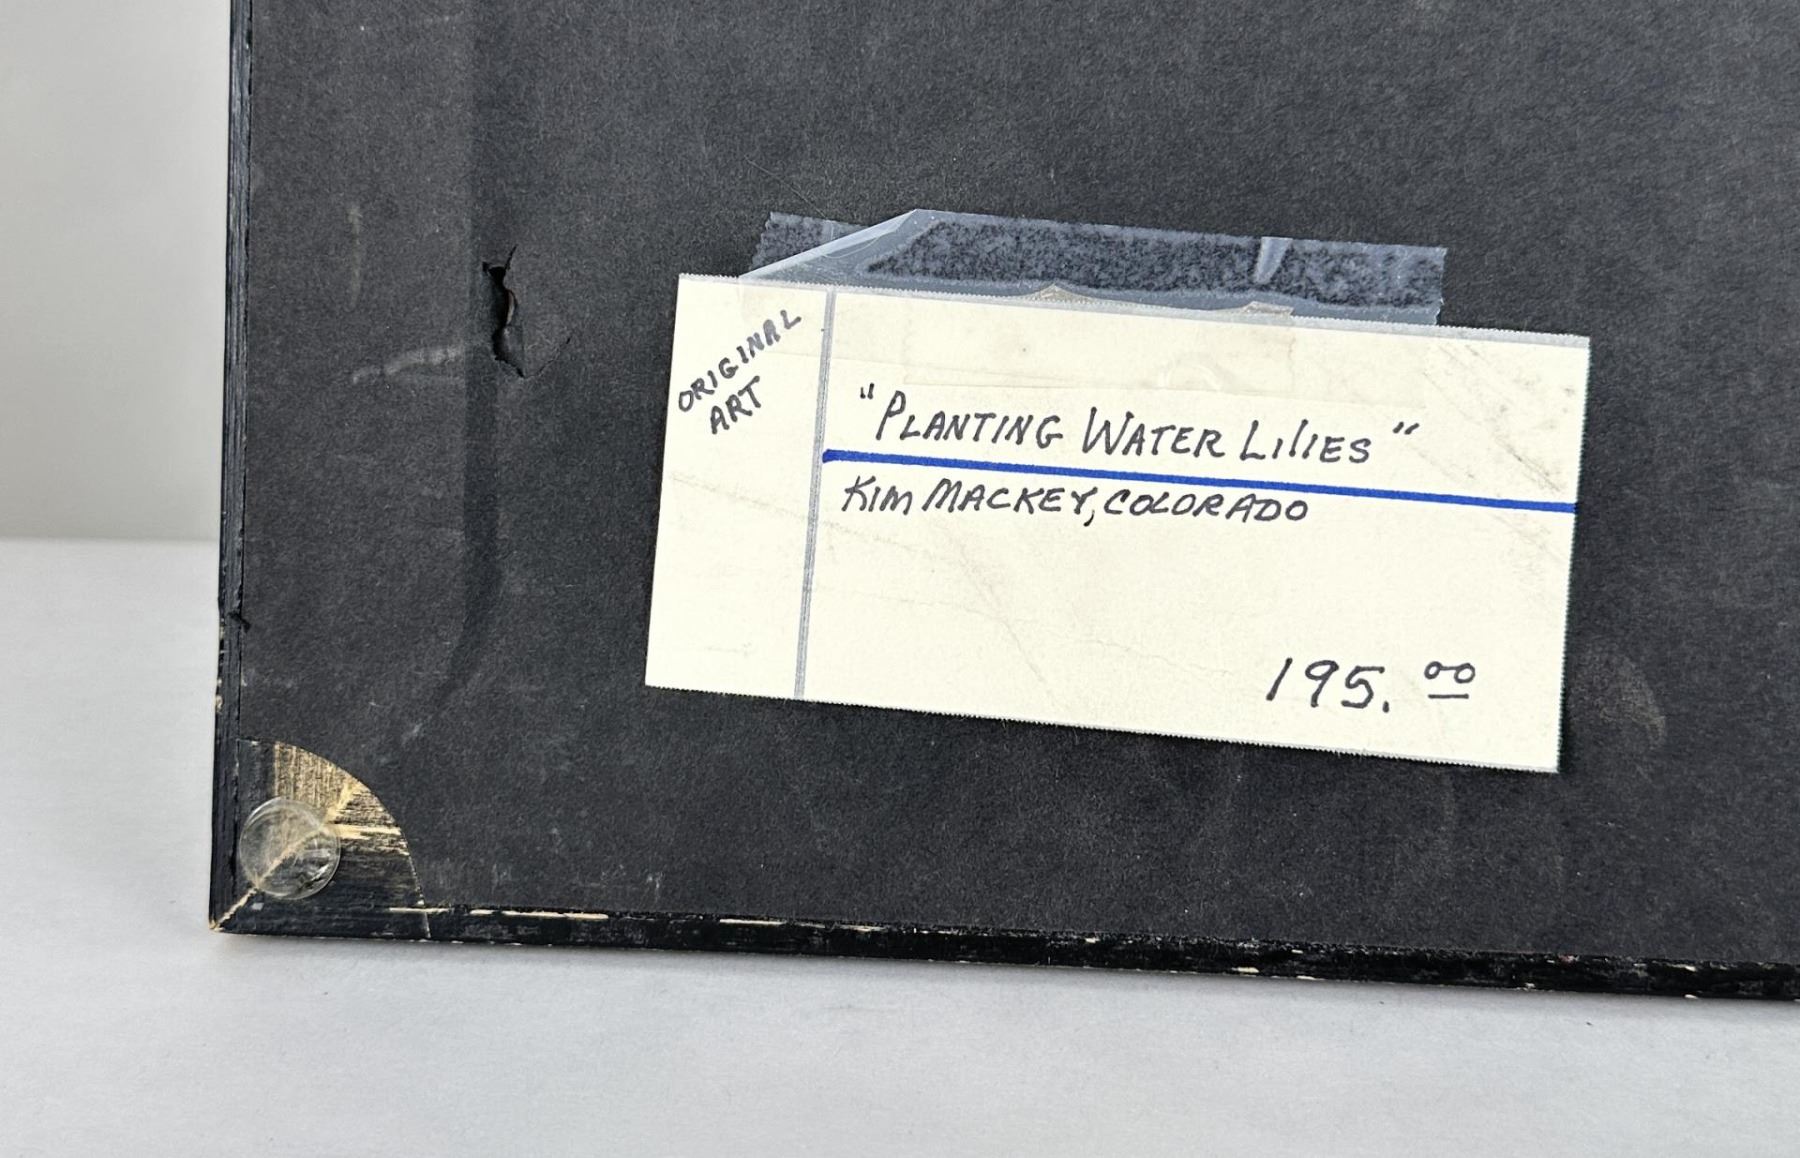 ORIGINAL
ART
"PLANTING WATER LILIES"
KIM MACKEY, COLORADO
195.00